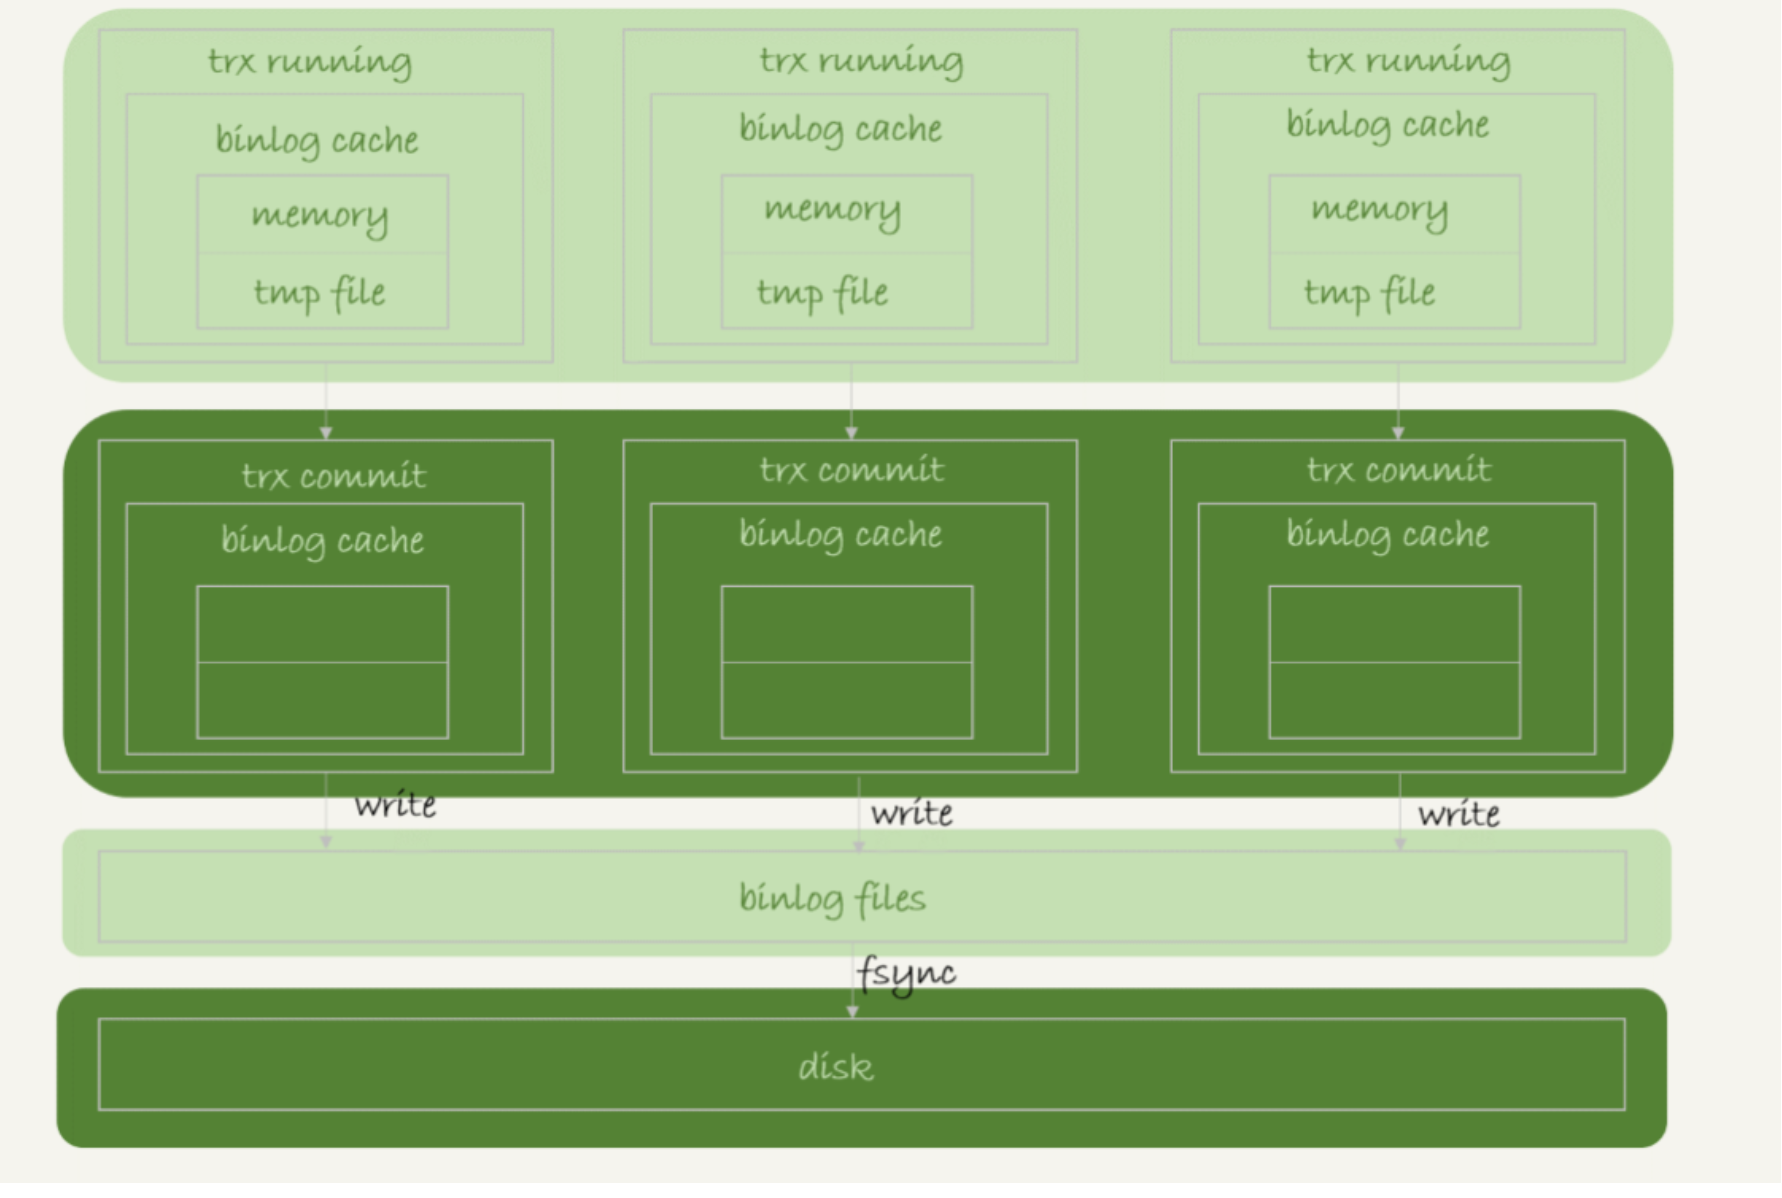 trx running
trx running
trx running
binlog cache
binlog cache
binlog cache
memory
memory
memory
tmp file
tmp file
tmp file
trx commit
trx commit
trx commit
binlog cache
binlog cache
binlog cache
write
write
write
binlog files
fsync
disk